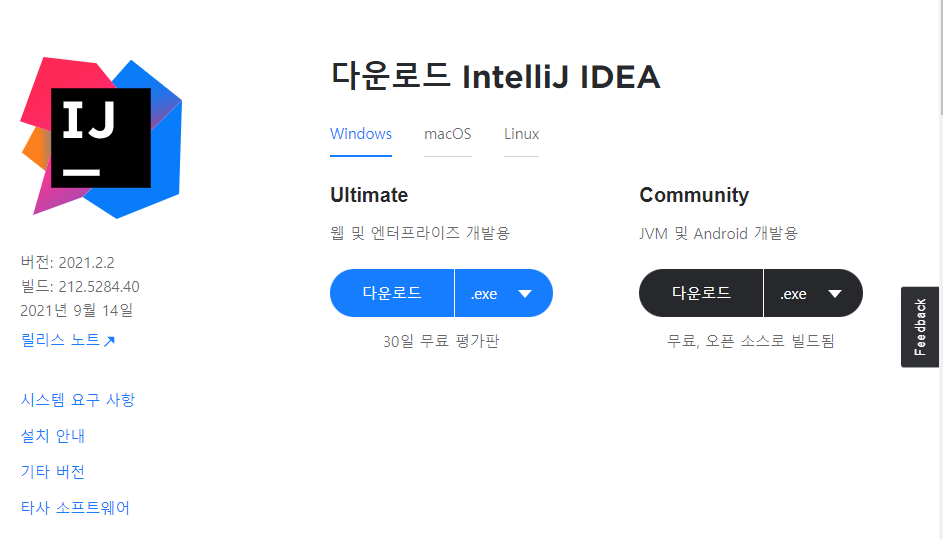 IJ
버전: 2021.2.2
빌드: 212.5284.40
2021년 9월 14일
릴리스 노트↗
시스템 요구 사항
설치 안내
기타 버전
타사 소프트웨어
다운로드 IntelliJ IDEA
Windows macOS Linux
Ultimate
웹 및 엔터프라이즈 개발용
다운로드 .exe
30일 무료 평가판
Community
JVM 및 Android 개발용
다운로드 .exe
무료, 오픈 소스로 빌드됨
Feedback